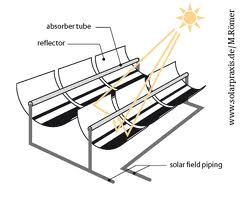 absorber tube
reflector
solar field piping
www.solarpraxis.de/ M.Römer